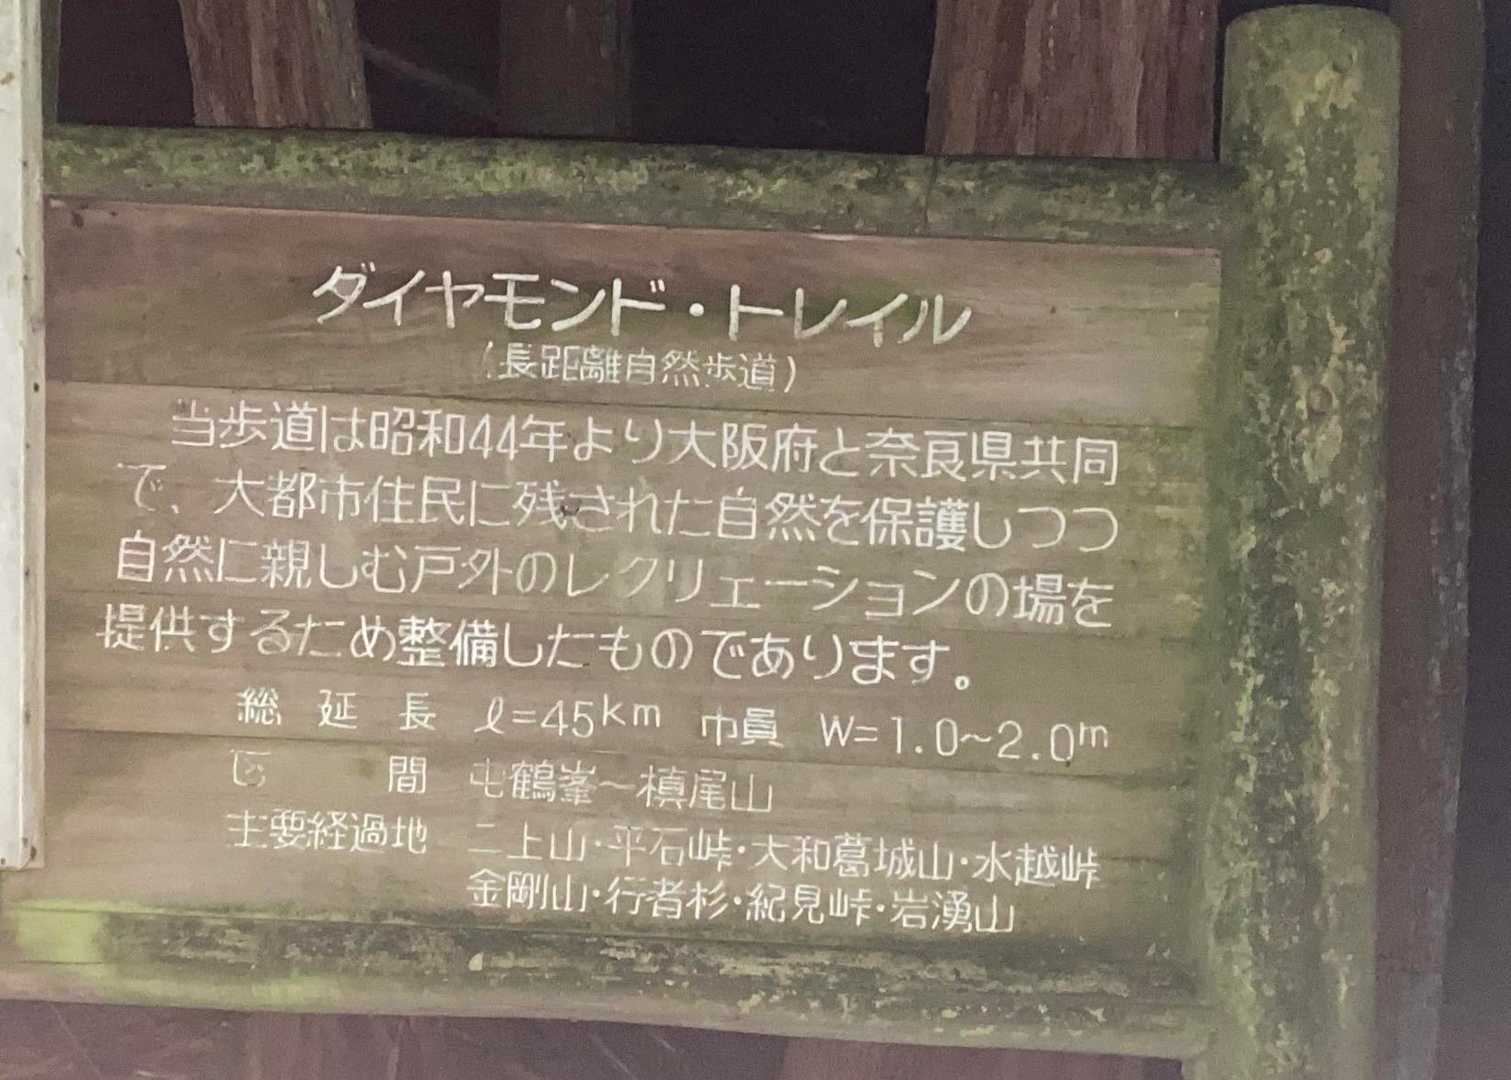 ダイヤモンド・トレイル
(長距離自然歩道)
当歩道は昭和44年より大阪府と奈良県共同
で、大都市住民に残された自然を保護しつつ
自然に親しむ戸外のレクリェーションの場を
提供するため整備したものであります。
総延長 ℓ=45km 巾員 W=1.0~2.0m
区間 屯鶴峯~槙尾山
主要経過地 二上山・平石峠・大和葛城山・水越峠
金剛山・行者杉・紀見峠・岩湧山